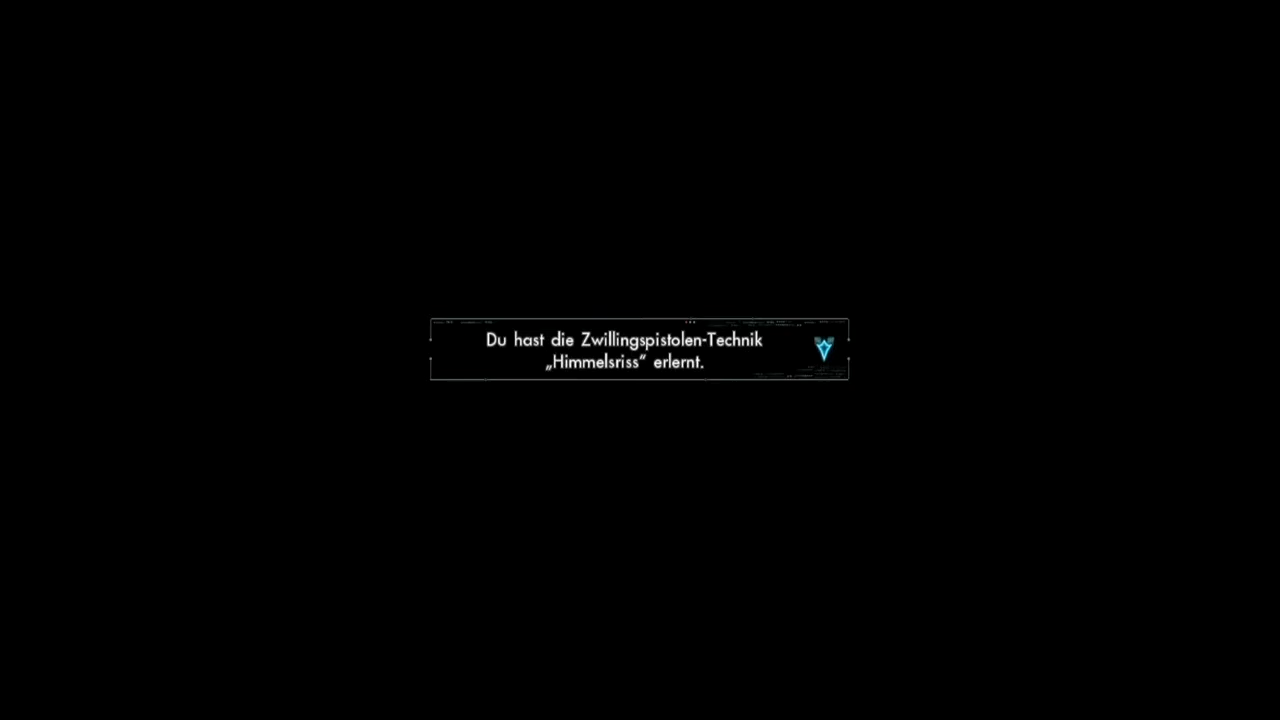 Du hast die Zwillingspistolen-Technik
„Himmelsriss“ erlernt.